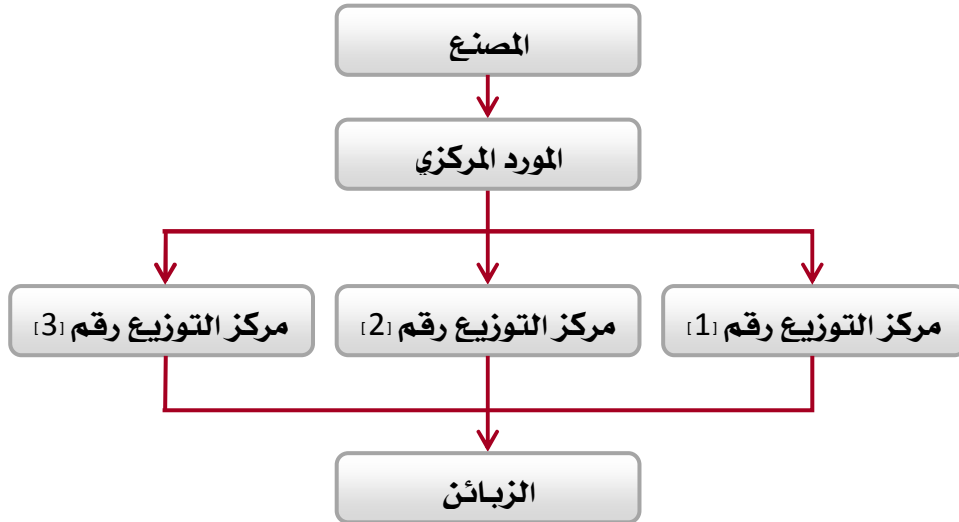 المصنع
المورد المركزي
مركز التوزيع رقم [1]
مركز التوزيع رقم [2]
مركز التوزيع رقم [3]
الزبائن